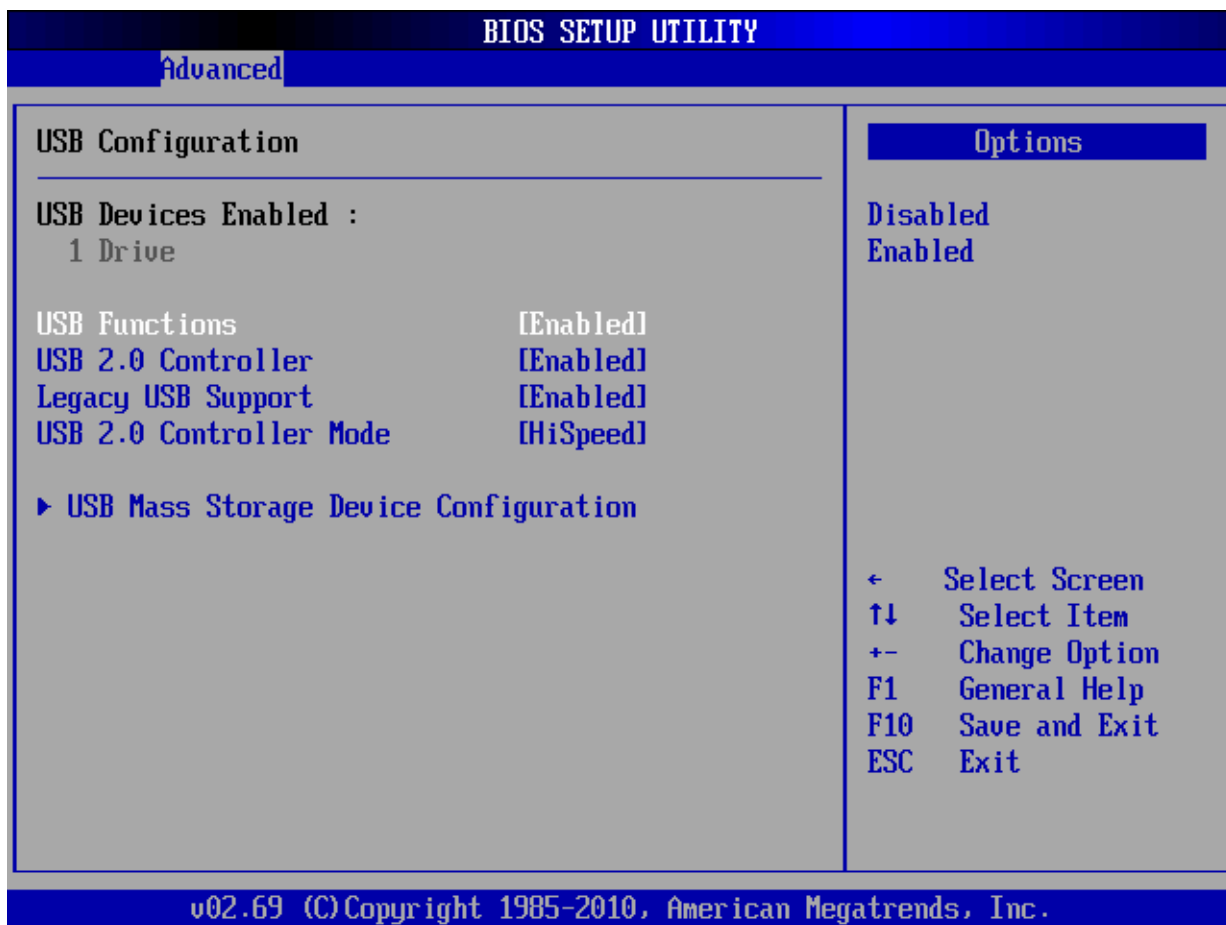 BIOS SETUP UTILITY
Advanced
USB Configuration
USB Devices Enabled :
1 Drive
USB Functions [Enabled]
USB 2.0 Controller [Enabled]
Legacy USB Support [Enabled]
USB 2.0 Controller Mode [HiSpeed]
► USB Mass Storage Device Configuration
Options
Disabled
Enabled
← Select Screen
↑↓ Select Item
+- Change Option
F1 General Help
F10 Save and Exit
ESC Exit
v02.69 (C)Copyright 1985-2010, American Megatrends, Inc.